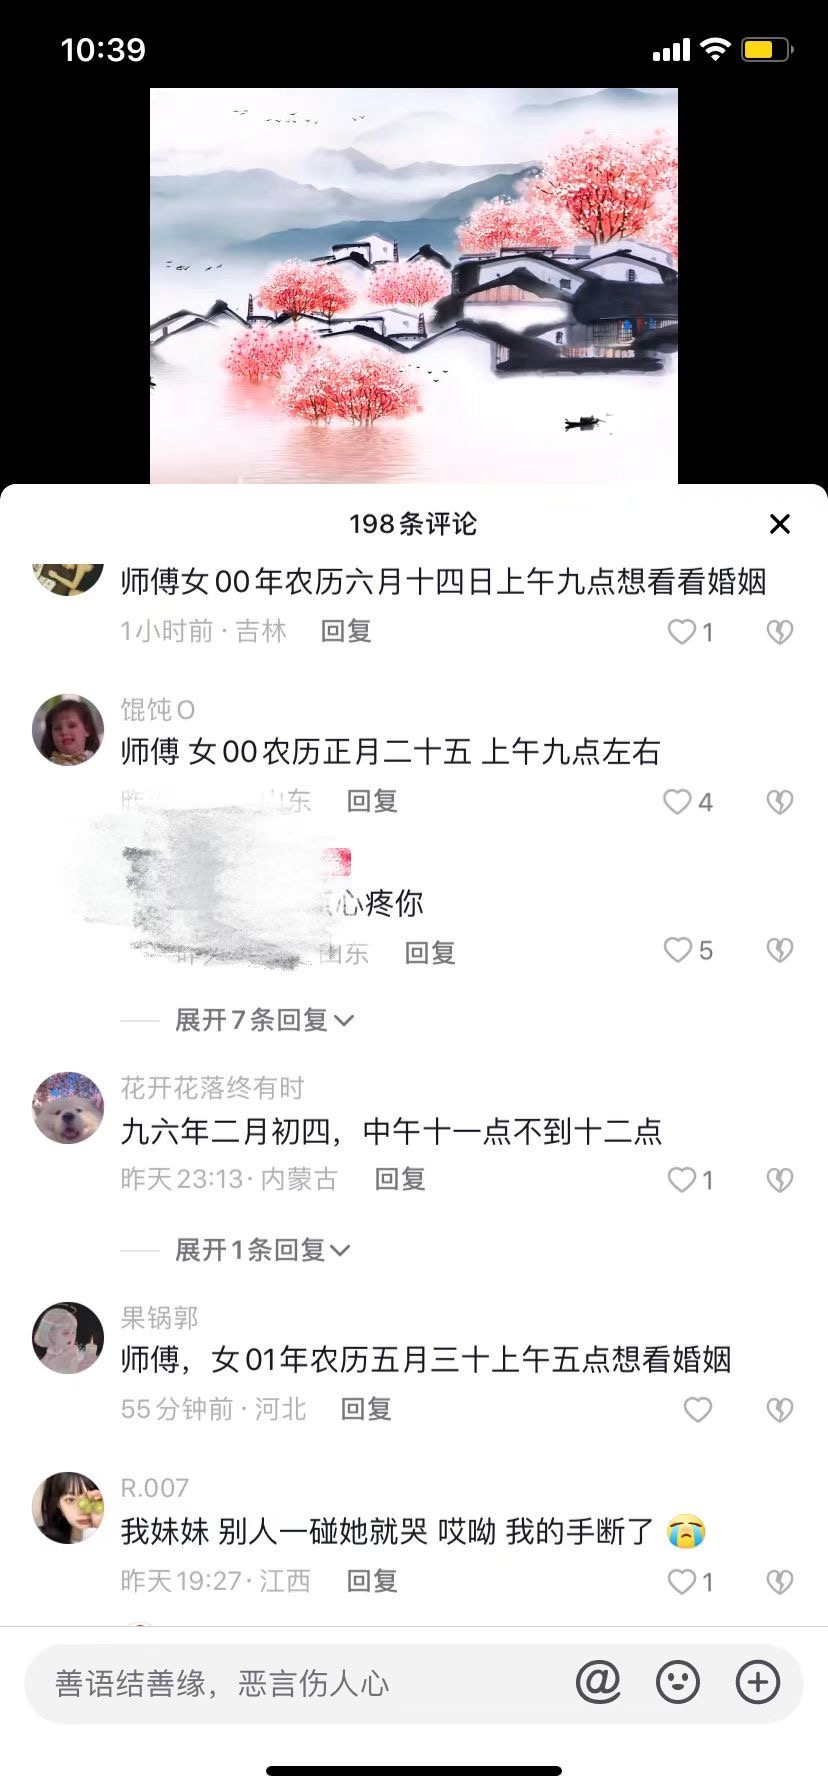 10:39
198条评论
师傅女00年农历六月十四日上午九点想看看婚姻
1小时前·吉林 回复 1
馄饨O
师傅 女00农历正月二十五 上午九点左右
山东 回复 4
心疼你
山东 回复 5
展开7条回复
花开花落终有时
九六年二月初四，中午十一点不到十二点
昨天23:13·内蒙古 回复 1
展开1条回复
果锅郭
师傅，女01年农历五月三十上午五点想看婚姻
55分钟前·河北 回复
R.007
我妹妹 别人一碰她就哭 哎呦 我的手断了 😭
昨天19:27·江西 回复 1
善语结善缘，恶言伤人心 @